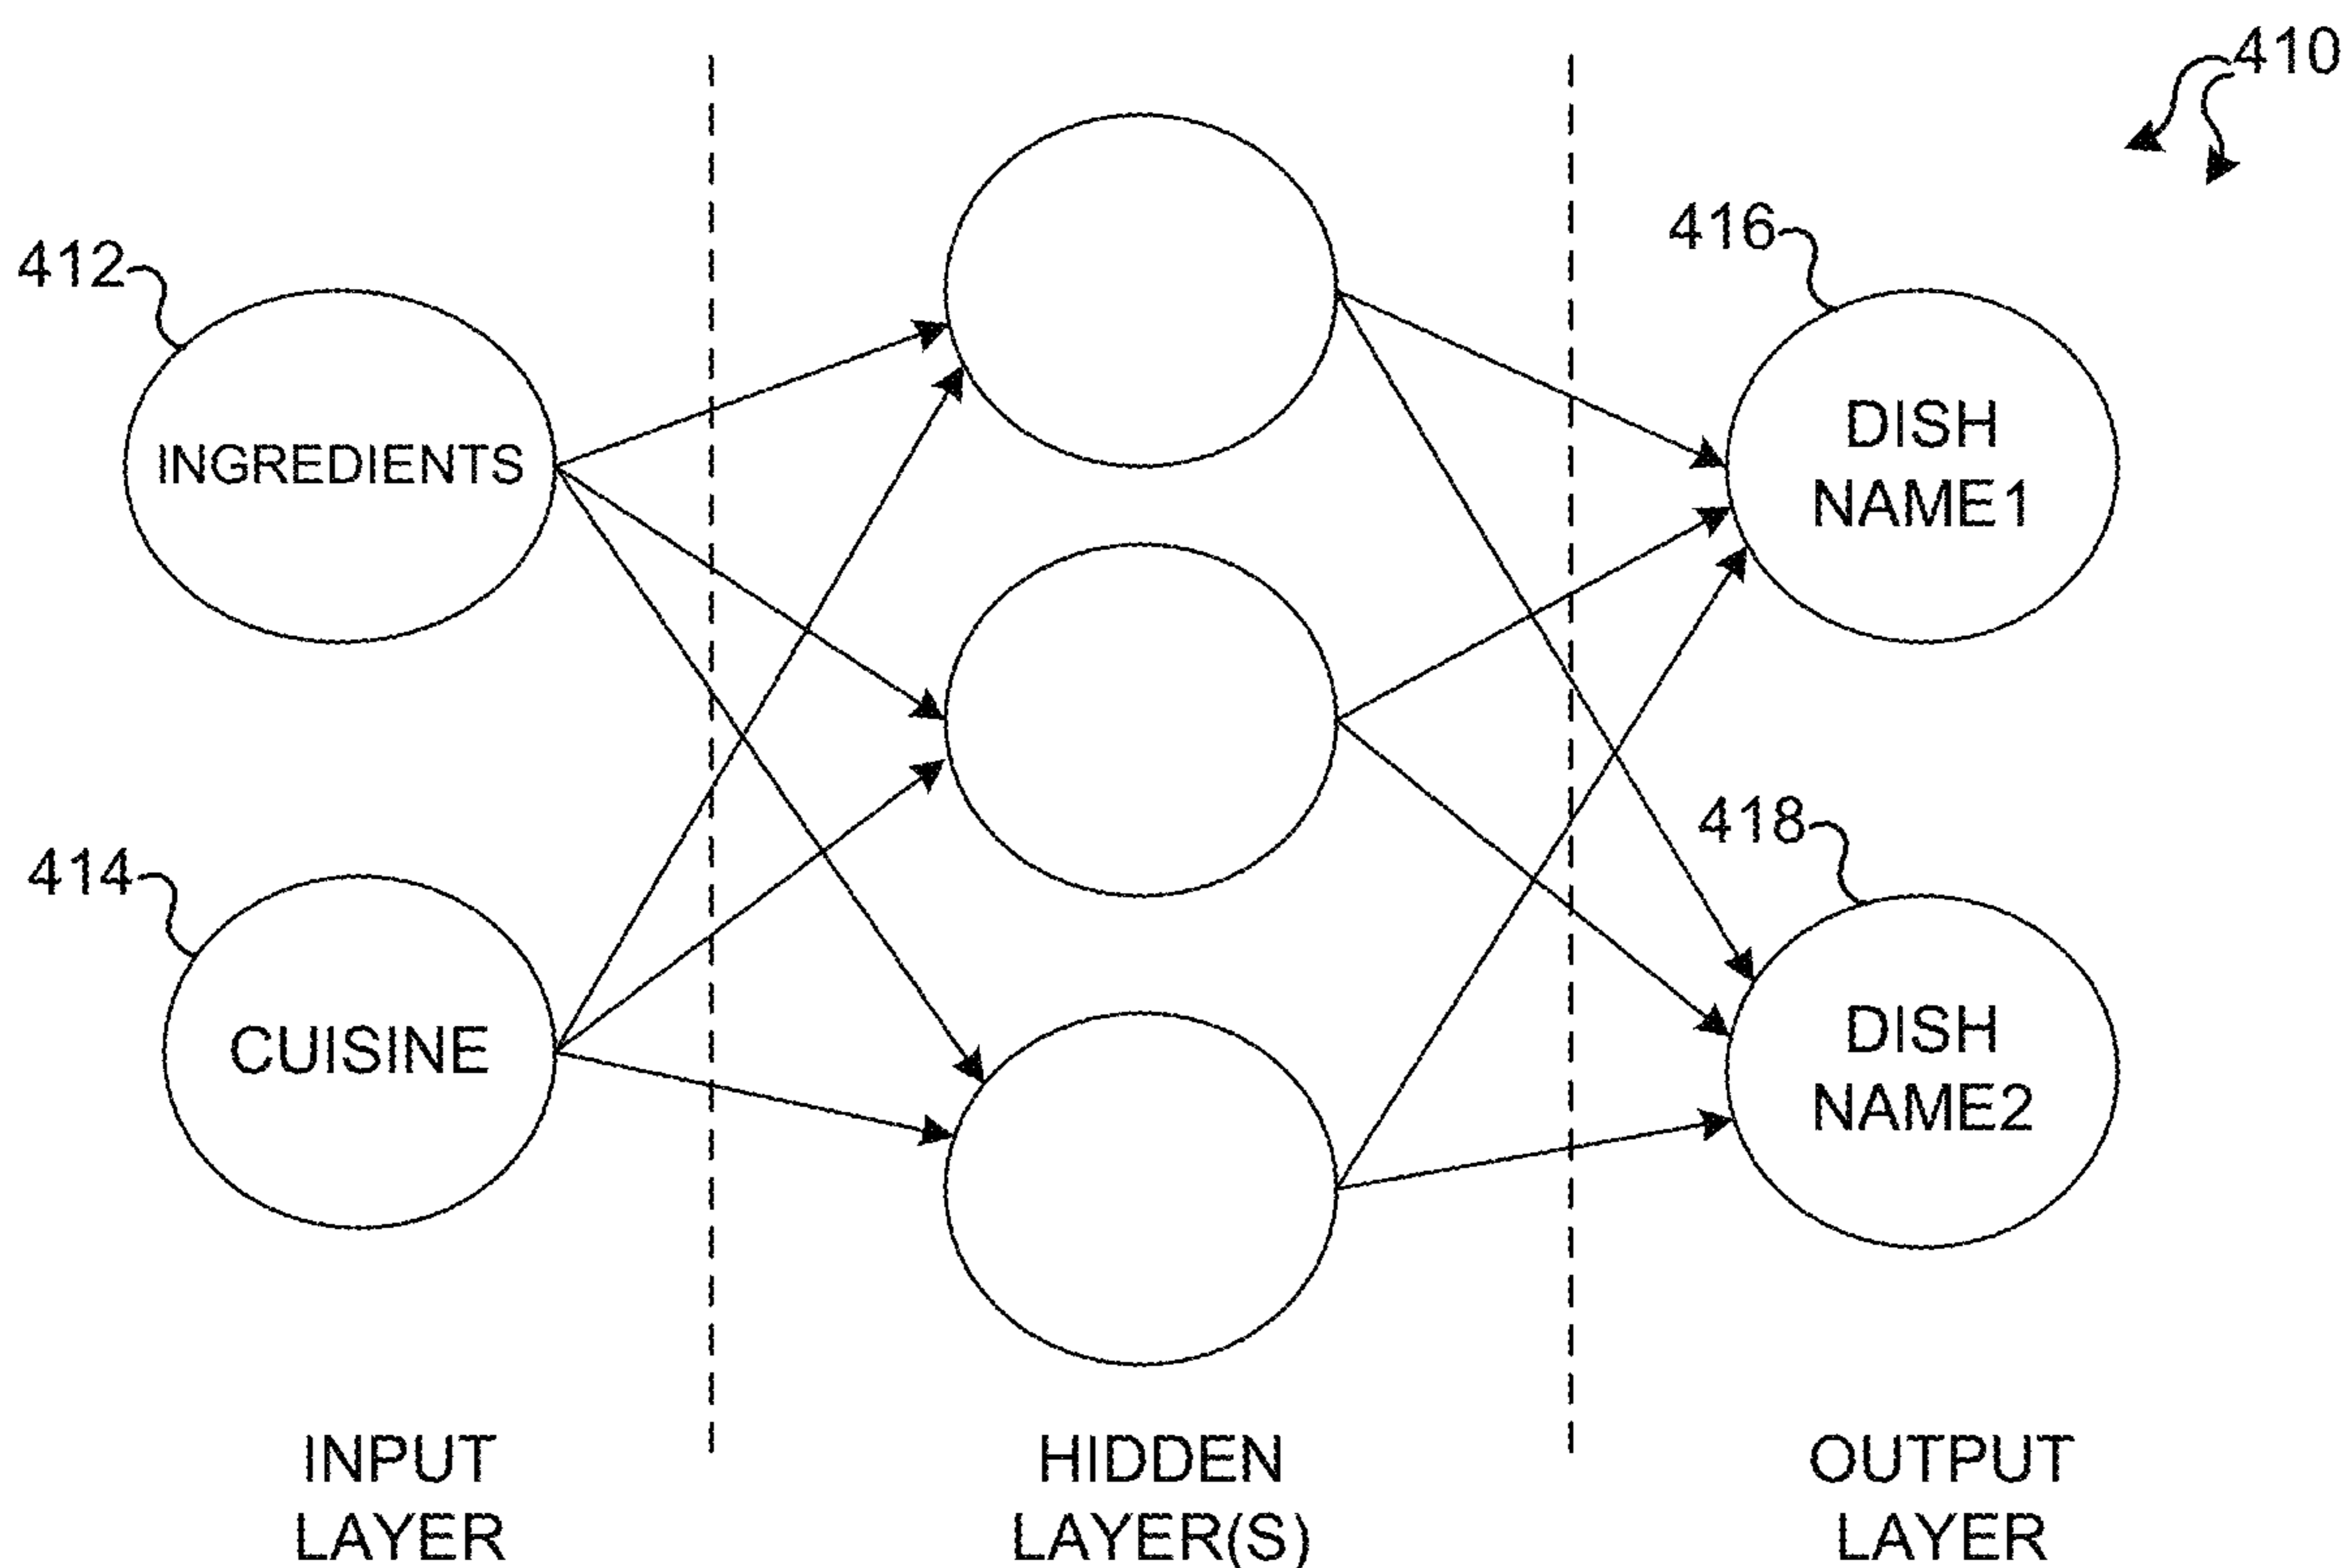 410
412
416
INGREDIENTS
DISH
NAME1
414
418
CUISINE
DISH
NAME2
INPUT
LAYER
HIDDEN
LAYER(S)
OUTPUT
LAYER